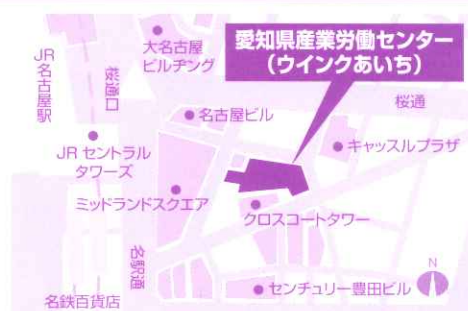 愛知県産業労働センター
(ウインクあいち)
大名古屋
ビルヂング
JR名古屋駅
桜通口
桜通
名古屋ビル
キャッスルプラザ
JR セントラル
タワーズ
ミッドランドスクエア
クロスコートタワー
名駅通
センチュリー豊田ビル
名鉄百貨店
N